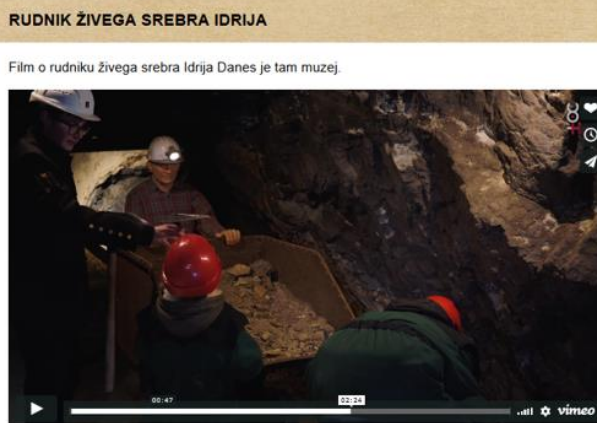 RUDNIK ŽIVEGA SREBRA IDRIJA
Film o rudniku živega srebra Idrija Danes je tam muzej.
00:47
02:24
vimeo